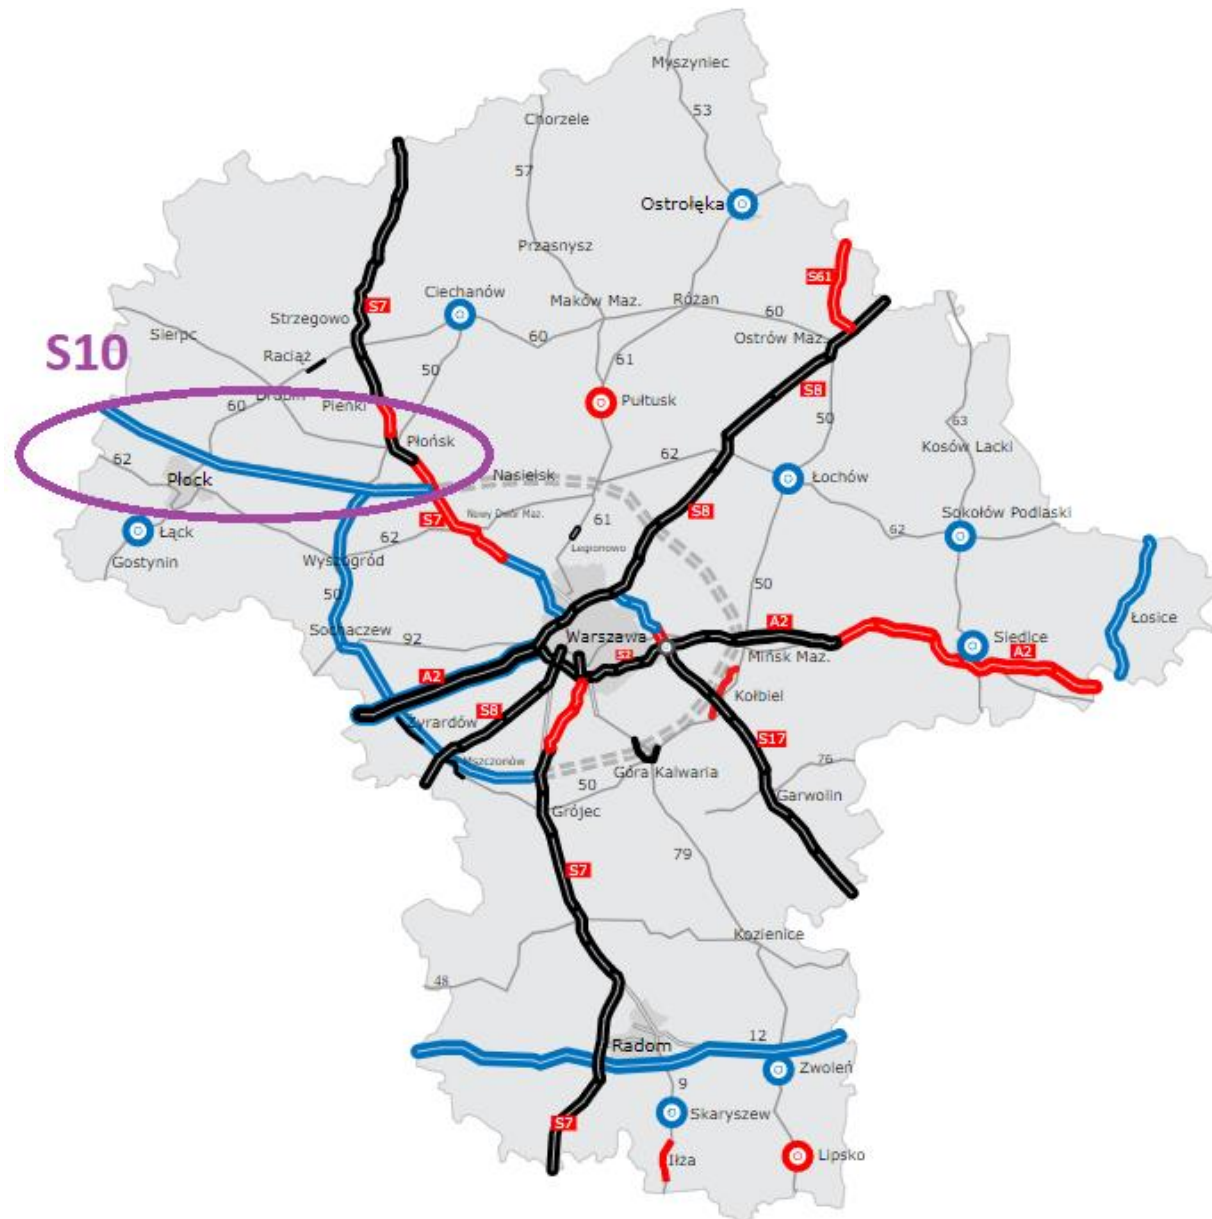 Myszyniec
53
Chorzele
57
Ostrołęka
Przasnysz
S61
Ciechanów
S7
Maków Maz.
Różan
60
Strzegowo
Sierpc
60
Ostrów Maz.
Raciąż
S10
50
61
S8
Drobin
Pienki
60
Pułtusk
50
63
Płońsk
Kosów Lacki
62
62
Płock
Nasielsk
Łochów
S7
Nowy Dwór Maz.
61
S8
Sokołów Podlaski
62
Łąck
62
Legionowo
Gostynin
Wyszogród
50
50
Łosice
Sochaczew
92
Warszawa
Siedlce
S2
A2
Mińsk Maz.
A2
A2
Kołbiel
S8
Żyrardów
S17
Mszczonów
76
Góra Kalwaria
50
Garwolin
Grójec
79
S7
Kozienice
48
12
Radom
Zwoleń
9
Skaryszew
S7
Iłża
Lipsko